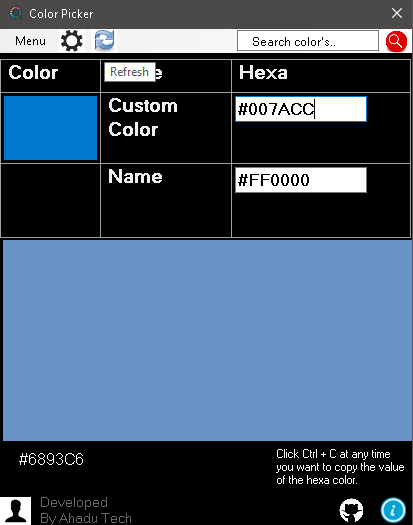 Color Picker
Menu
Search color's..
Color
Refresh
Hexa
Custom
Color
#007ACC
Name
#FF0000
#6893C6
Click Ctrl + C at any time
you want to copy the value
of the hexa color.
Developed
By Ahadu Tech